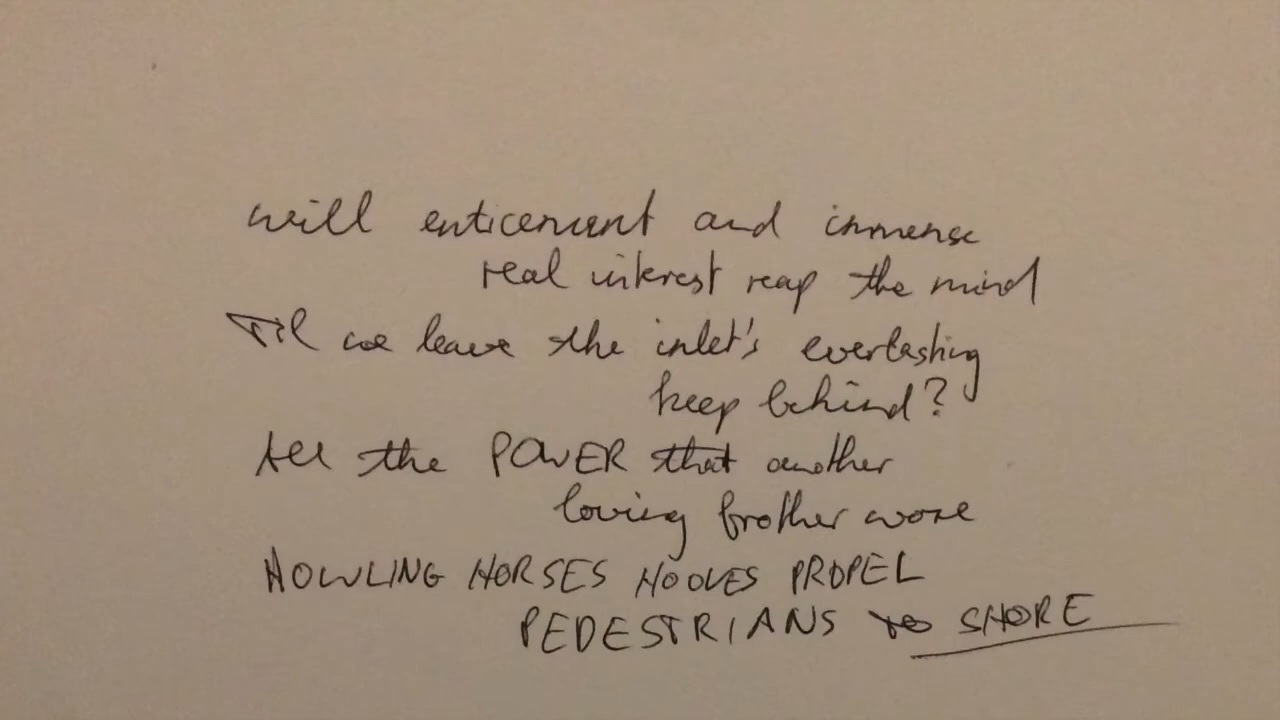 will enticement and immense
real interest reap the mind
Til we leave the inlet's everlasting
keep behind?
All the POWER that another
loving brother wore
HOWLING HORSES HOOVES PROPEL
PEDESTRIANS to SHORE